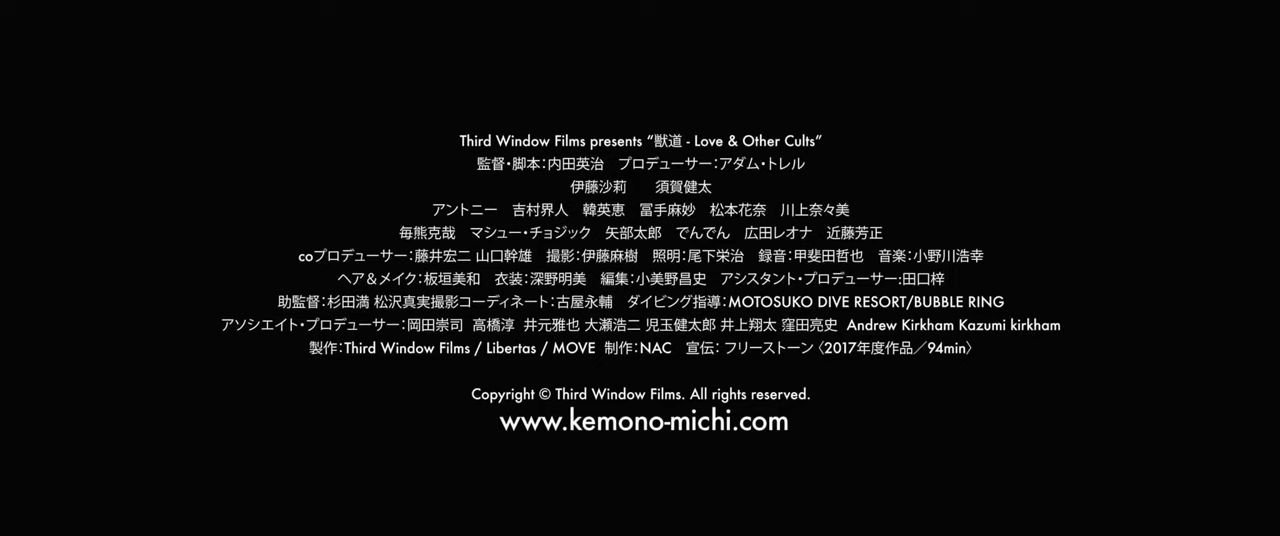 Third Window Films presents “獣道 - Love & Other Cults”
監督・脚本：内田英治　プロデューサー：アダム・トレル
伊藤沙莉　須賀健太
アントニー　吉村界人　韓英恵　冨手麻妙　松本花奈　川上奈々美
毎熊克哉　マシュー・チョジック　矢部太郎　でんでん　広田レオナ　近藤芳正
coプロデューサー：藤井宏二 山口幹雄　撮影：伊藤麻樹　照明：尾下栄治　録音：甲斐田哲也　音楽：小野川浩幸
ヘア＆メイク：板垣美和　衣装：深野明美　編集：小美野昌史　アシスタント・プロデューサー：田口梓
助監督：杉田満 松沢真実撮影コーディネート：古屋永輔　ダイビング指導：MOTOSUKO DIVE RESORT/BUBBLE RING
アソシエイト・プロデューサー：岡田崇司 高橋淳 井元雅也 大瀬浩二 児玉健太郎 井上翔太 窪田亮史 Andrew Kirkham Kazumi kirkham
製作：Third Window Films / Libertas / MOVE 制作：NAC　宣伝： フリーストーン 〈2017年度作品／94min〉
Copyright © Third Window Films. All rights reserved.
www.kemono-michi.com